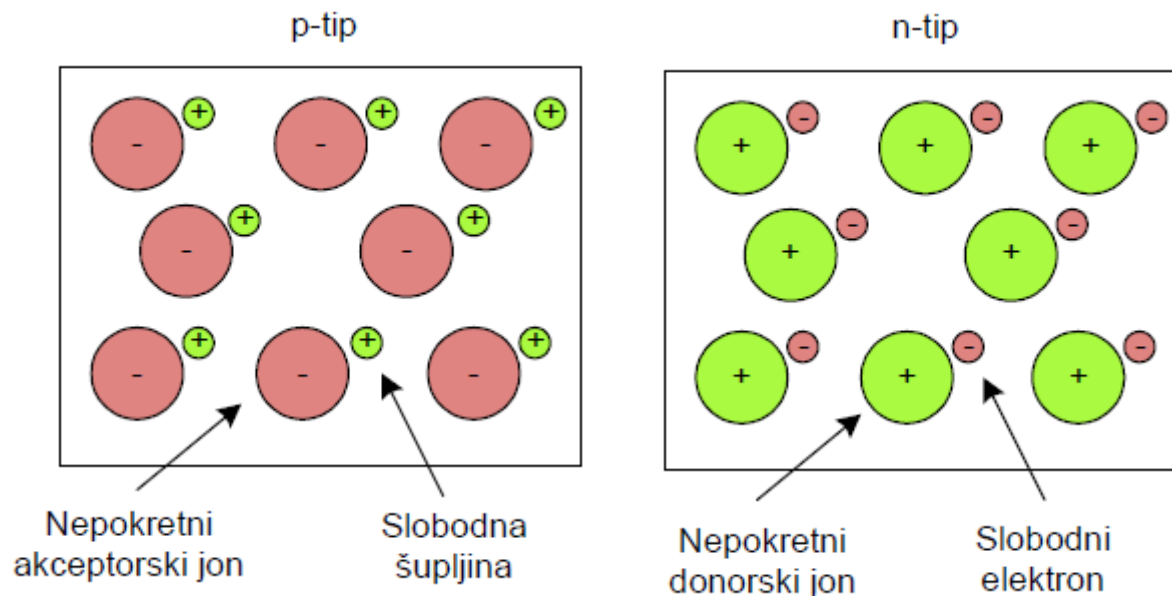 p-tip
n-tip
- + - + - + 
- + - +
- + - + - +
+ - + - + -
+ - + -
+ - + - + -
Nepokretni
akceptorski jon
Slobodna
šupljina
Nepokretni
donorski jon
Slobodni
elektron